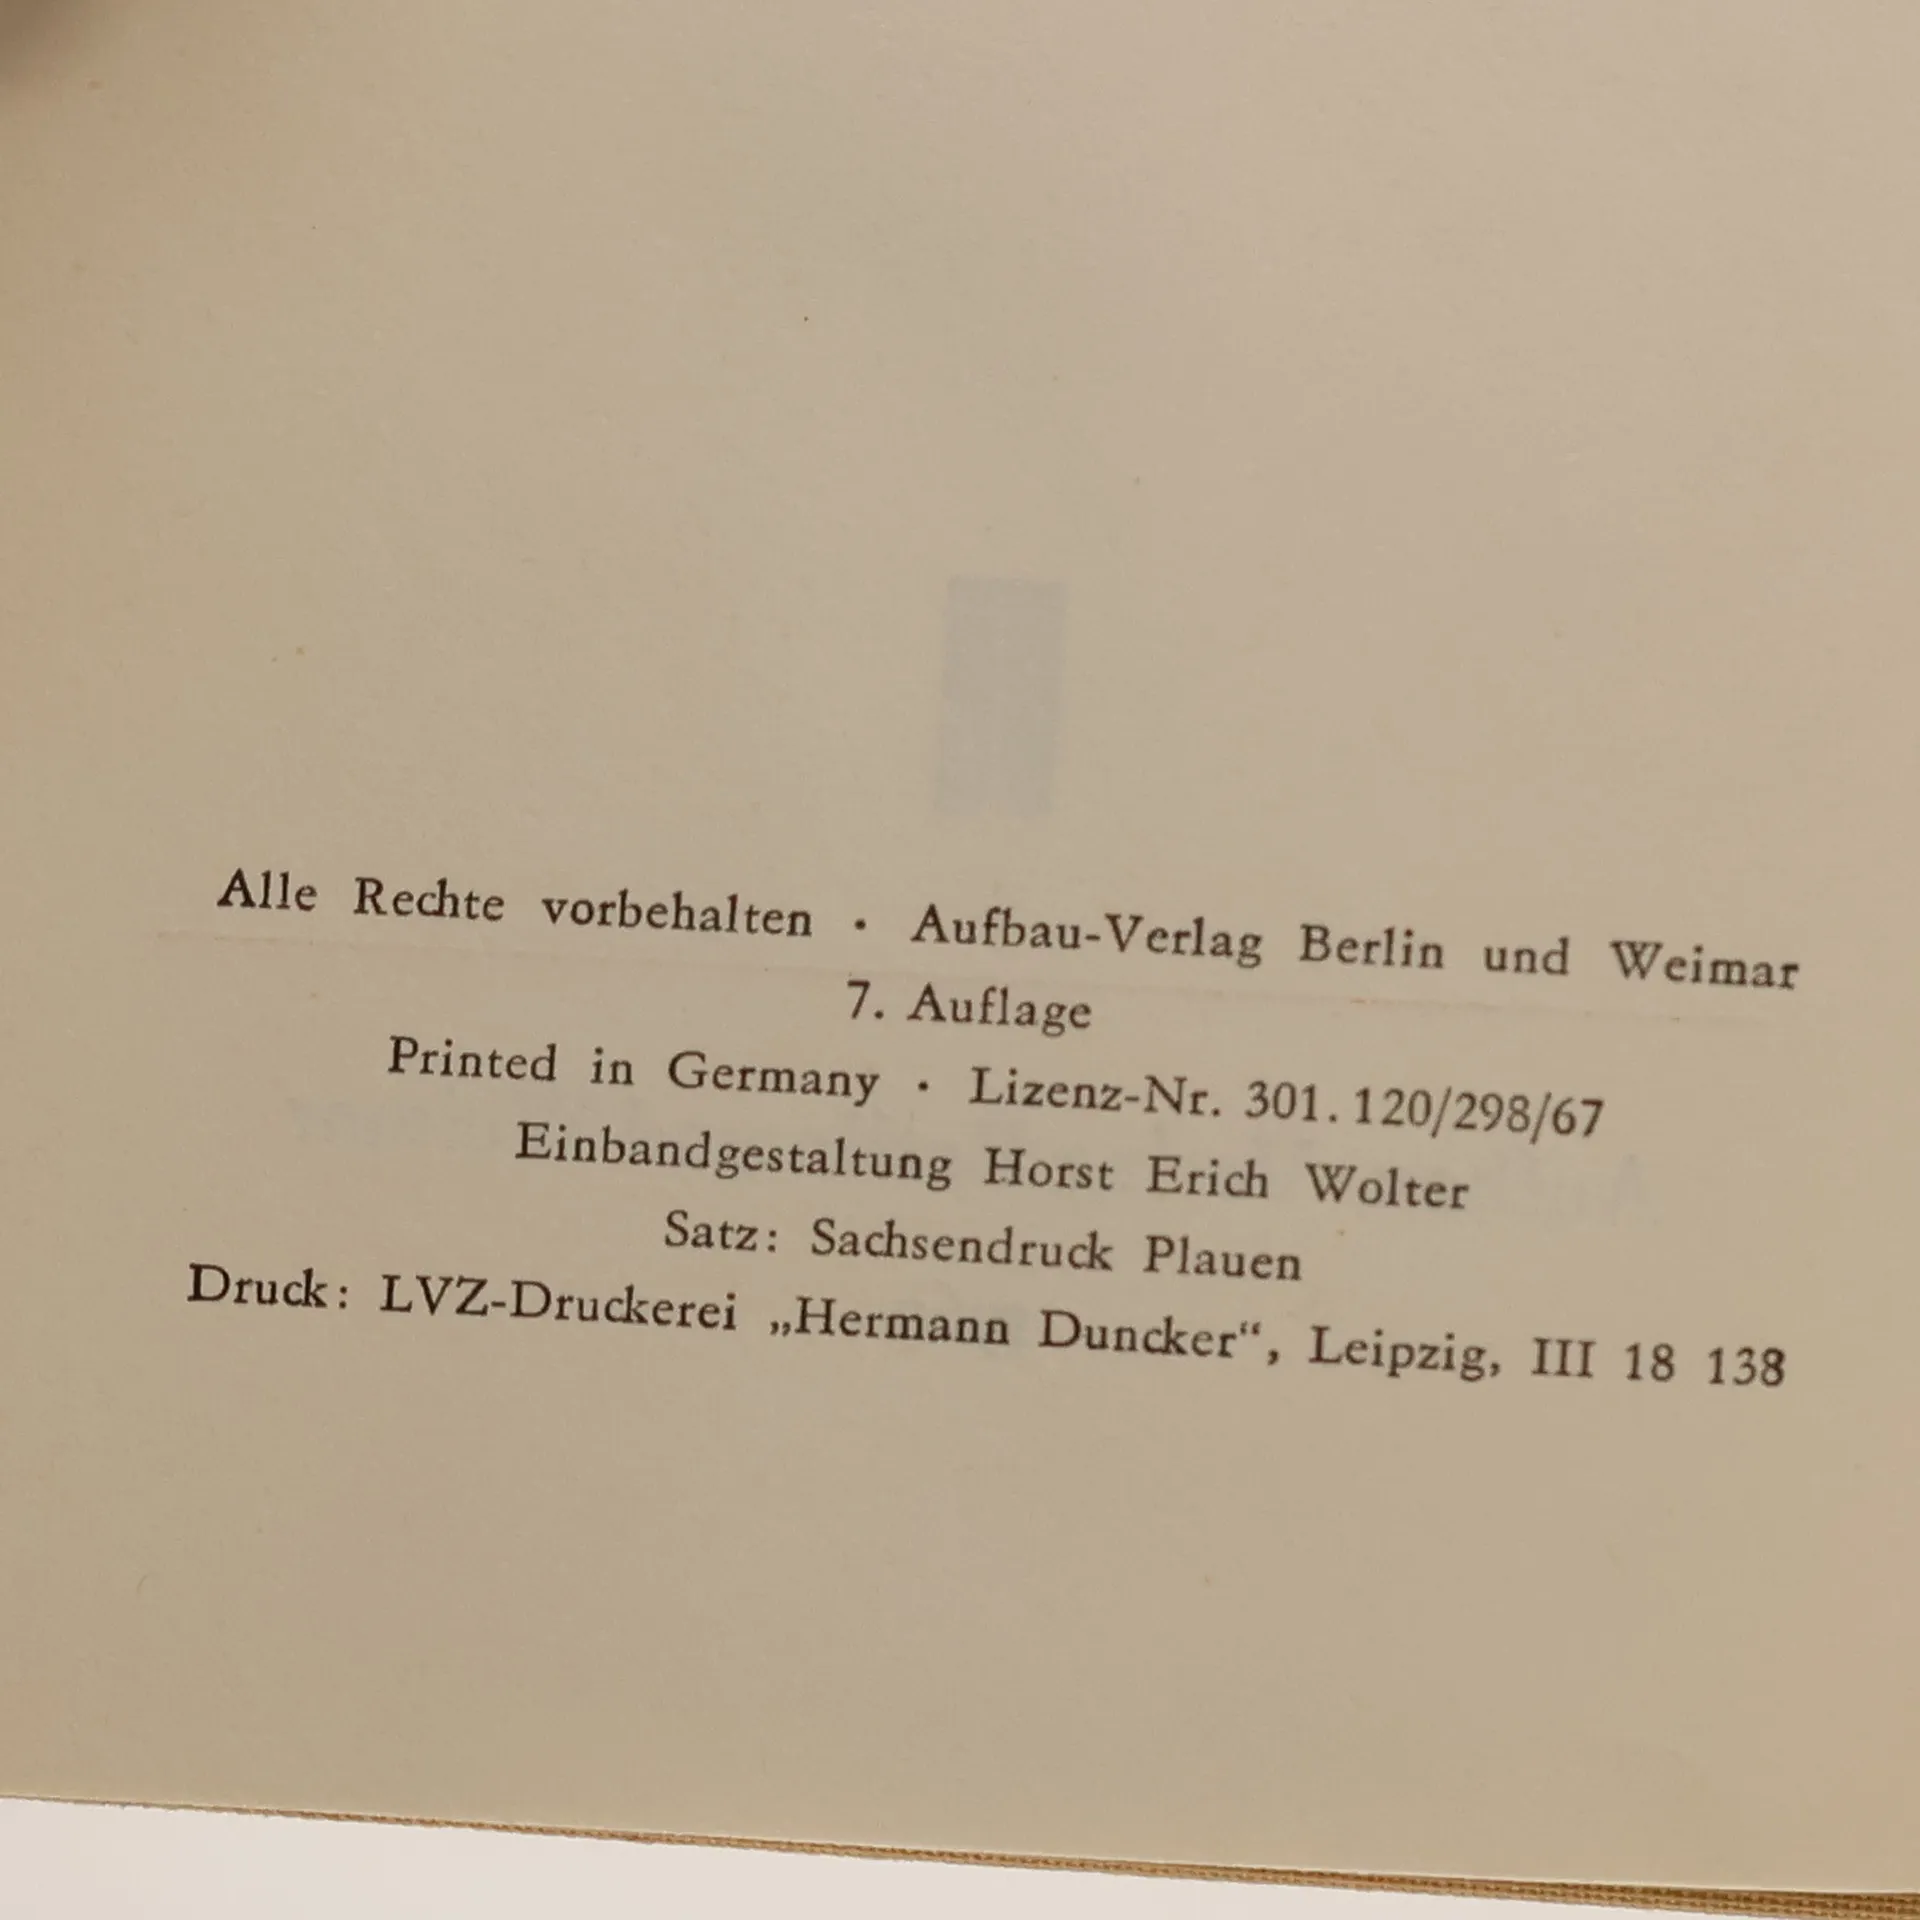 Alle Rechte vorbehalten · Aufbau-Verlag Berlin und Weimar
7. Auflage
Printed in Germany · Lizenz-Nr. 301. 120/298/67
Einbandgestaltung Horst Erich Wolter
Satz: Sachsendruck Plauen
Druck: LVZ-Druckerei „Hermann Duncker“, Leipzig, III 18 138